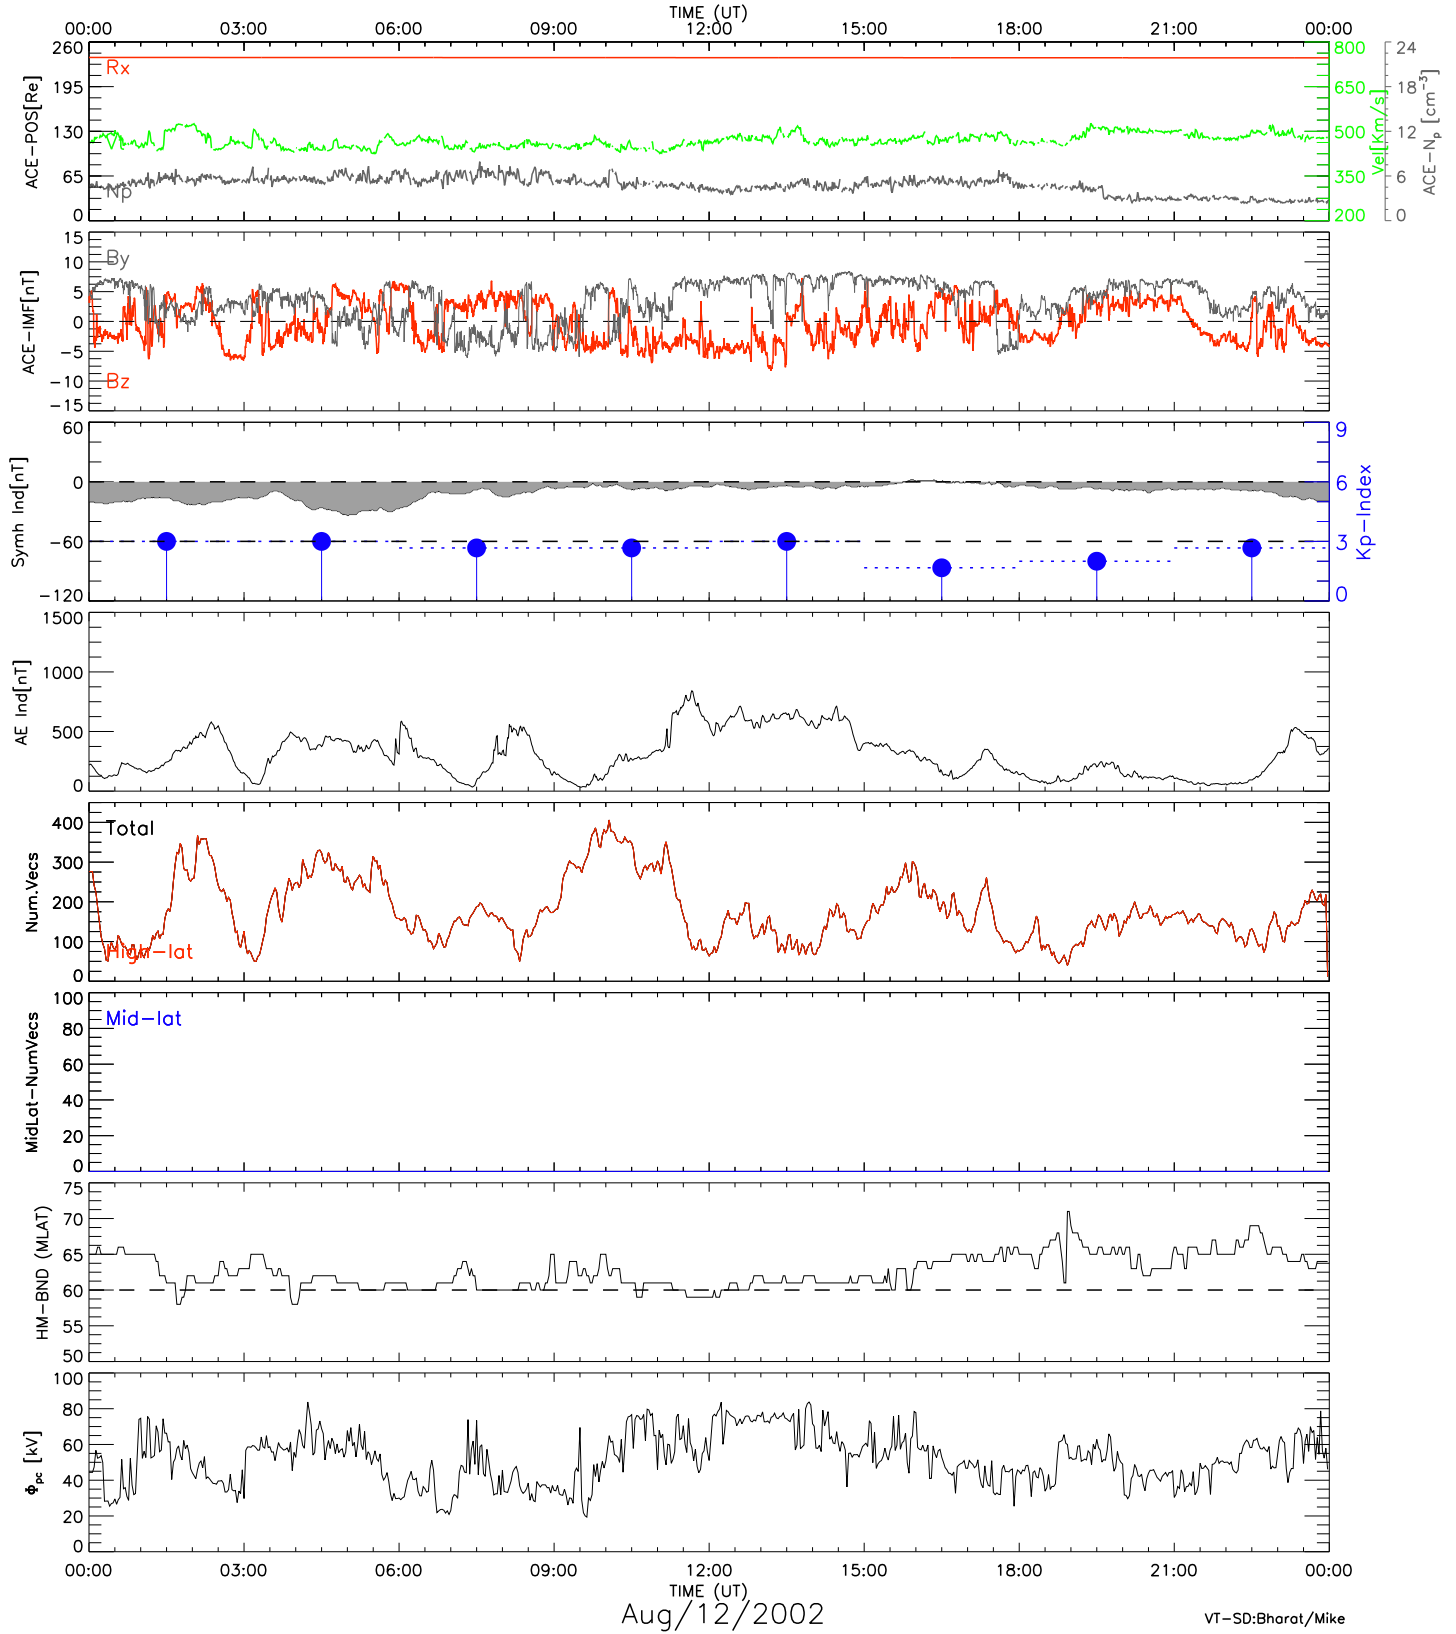 TIME (UT)
00:00 03:00 06:00 09:00 12:00 15:00 18:00 21:00 00:00
ACE-POS[Re]
260
195
130
65
0
Rx
Np
800
650
500
350
200
Vel[Km/s]
24
18
12
6
0
ACE-Np [cm-3]
ACE-IMF[nT]
15
10
5
0
-5
-10
-15
By
Bz
Symh Ind[nT]
60
0
-60
-120
9
6
3
0
Kp-Index
AE Ind[nT]
1500
1000
500
0
Num.Vecs
400
300
200
100
0
Total
High-lat
MidLat-NumVecs
100
80
60
40
20
0
Mid-lat
HM-BND (MLAT)
75
70
65
60
55
50
Φpc [kV]
100
80
60
40
20
0
00:00 03:00 06:00 09:00 12:00 15:00 18:00 21:00 00:00
TIME (UT)
Aug/12/2002
VT-SD:Bharat/Mike